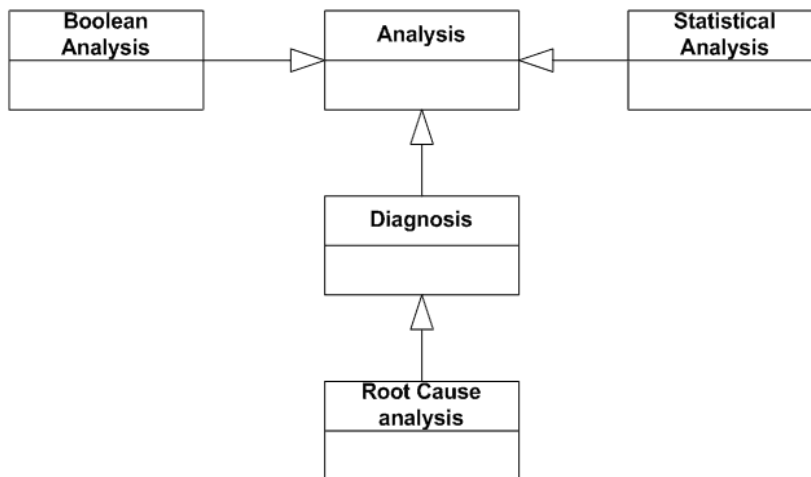 Boolean
Analysis
Analysis
Statistical
Analysis
Diagnosis
Root Cause
analysis